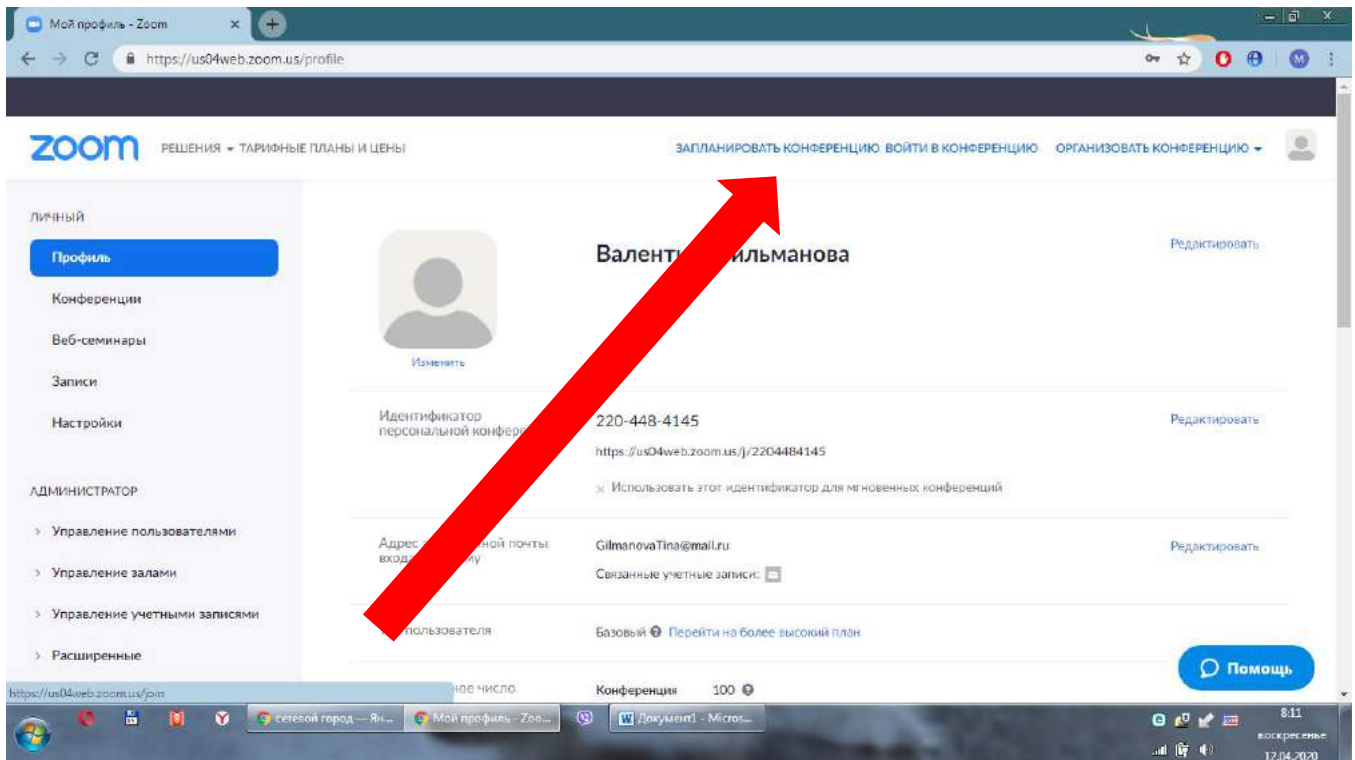 Мой профиль - Zoom
https://us04web.zoom.us/profile
M
zoom
РЕШЕНИЯ ТАРИФНЫЕ ПЛАНЫ И ЦЕНЫ
ЗАПЛАНИРОВАТЬ КОНФЕРЕНЦИЮ ВОЙТИ В КОНФЕРЕНЦИЮ ОРГАНИЗОВАТЬ КОНФЕРЕНЦИЮ
ЛИЧНЫЙ
Профиль
Конференции
Веб-семинары
Записи
Настройки
АДМИНИСТРАТОР
Управление пользователями
Управление залами
Управление учетными записями
Расширенные
Изменить
Редактировать
Идентификатор
персональной
220-448-4145
Редактировать
https://us04web.zoom.us/j/2204484145
Использовать этот идентификатор для мгновенных конференций
Адрес почты
GilmanovaTina@mail.ru
Редактировать
Связанные учетные записи:
пользователя
Базовый Перейти на более высокий план
число
Конференция 100
Помощь
https://us04web.zoom.us/join
сетевой город — Ян...
Мой профиль - Zoo...
Документ1 - Micros...
8:11
воскресенье
12.04.2020